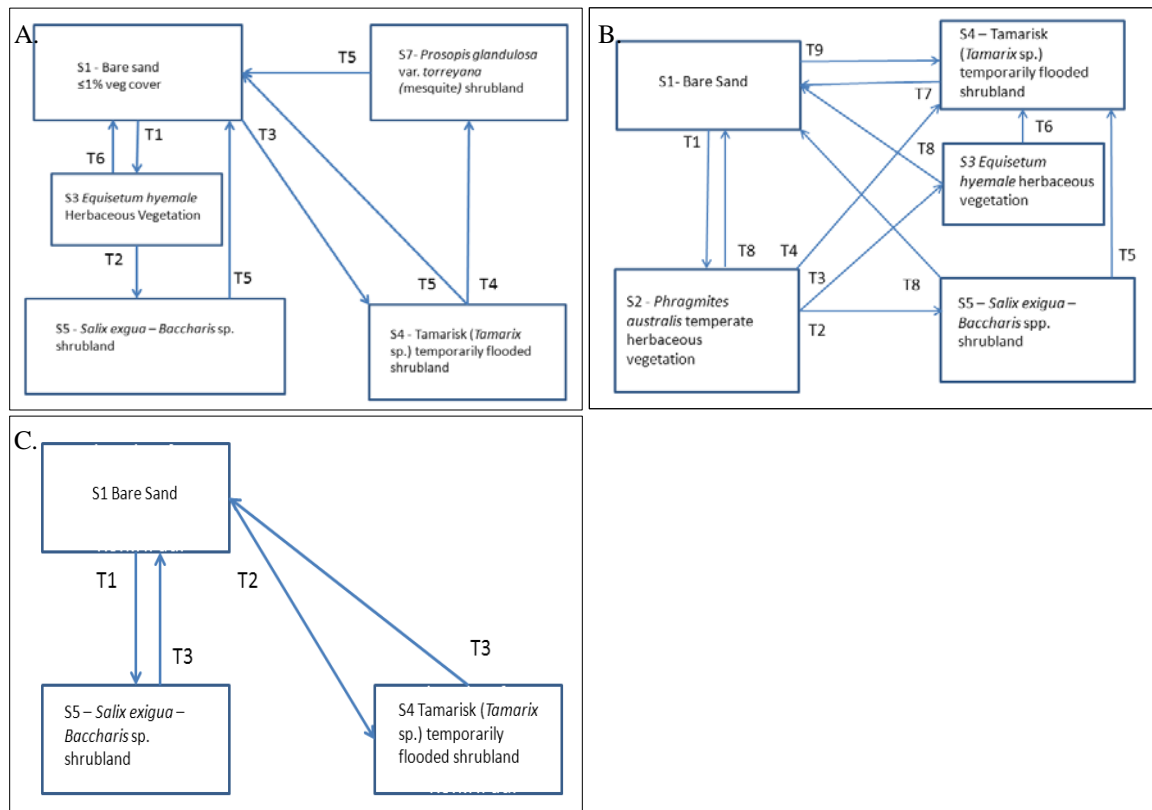 A.
S1 - Bare sand
≤1% veg cover
T5
S7- Prosopis glandulosa
var. torreyana
(mesquite) shrubland
T1
T3
T6
S3 Equisetum hyemale
Herbaceous Vegetation
T2
T5
T5
T4
S5 - Salix exgua – Baccharis sp.
shrubland
S4 - Tamarisk (Tamarix
sp.) temporarily flooded
shrubland
B.
S1- Bare Sand
T9
S4 – Tamarisk
(Tamarix sp.)
temporarily flooded
shrubland
T7
T1
T8
T6
S3 Equisetum
hyemale herbaceous
vegetation
T8
T4
T3
T8
T5
S2 - Phragmites
australis temperate
herbaceous
vegetation
T2
S5 – Salix exigua –
Baccharis spp.
shrubland
C.
S1 Bare Sand
T1
T2
T3
T3
S5 – Salix exigua –
Baccharis sp.
shrubland
S4 Tamarisk (Tamarix
sp.) temporarily
flooded shrubland